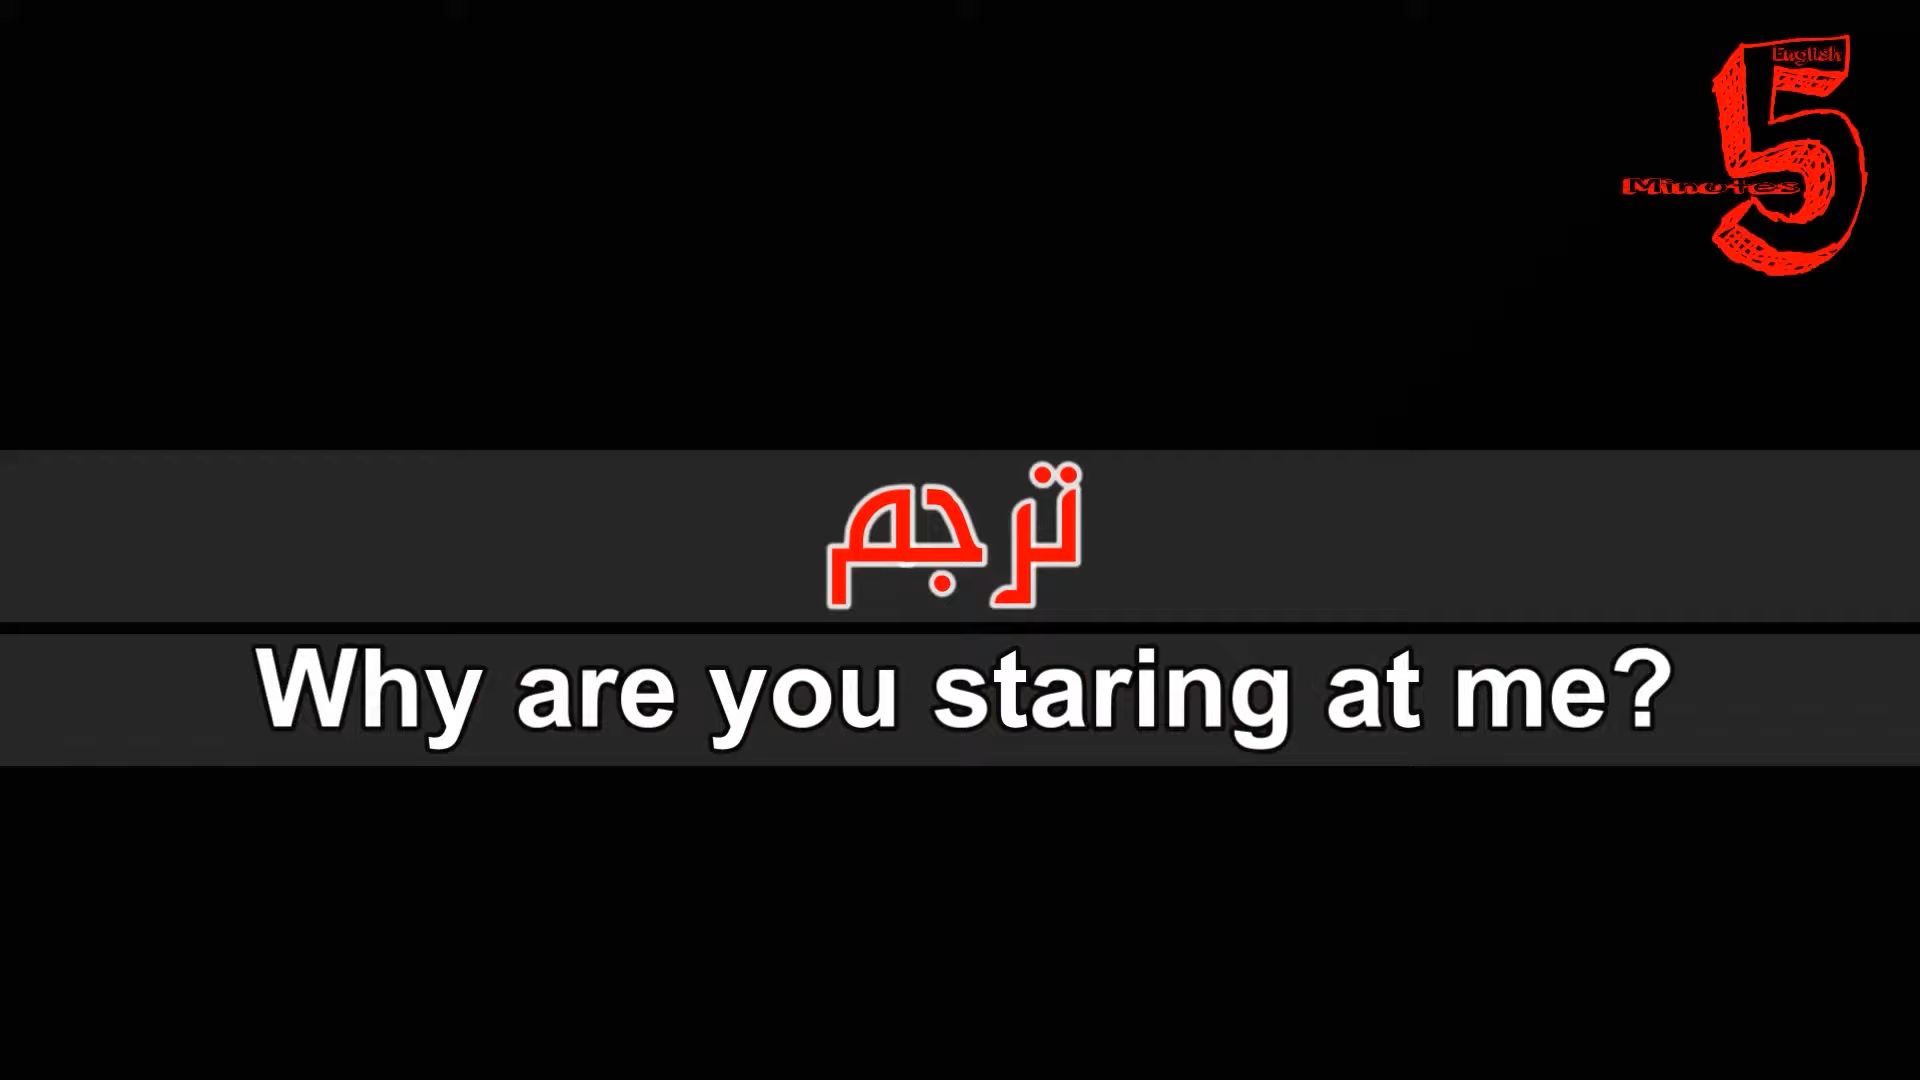 English
5
Minutes
ترجم
Why are you staring at me?